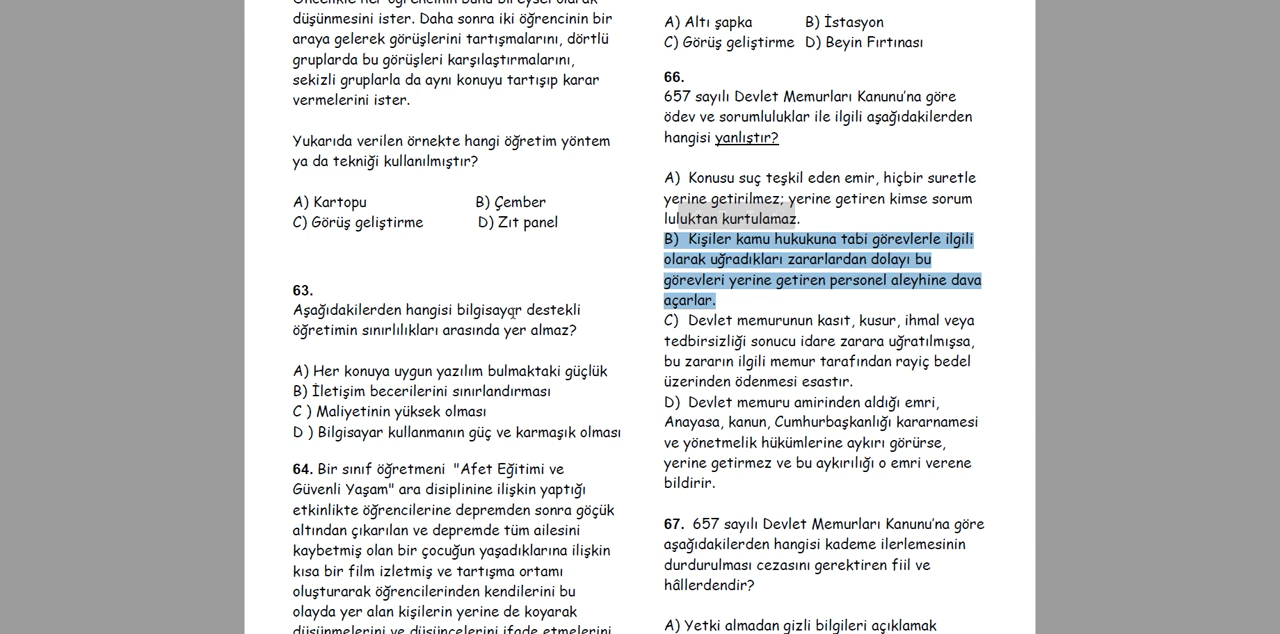 Öncelikle her öğrencinin bunu bireysel olarak
düşünmesini ister. Daha sonra iki öğrencinin bir
araya gelerek görüşlerini tartışmalarını, dörtlü
gruplarda bu görüşleri karşılaştırmalarını,
sekizli gruplarla da aynı konuyu tartışıp karar
vermelerini ister.
Yukarıda verilen örnekte hangi öğretim yöntem
ya da tekniği kullanılmıştır?
A) Kartopu B) Çember
C) Görüş geliştirme D) Zıt panel
63.
Aşağıdakilerden hangisi bilgisayar destekli
öğretimin sınırlılıkları arasında yer almaz?
A) Her konuya uygun yazılım bulmaktaki güçlük
B) İletişim becerilerini sınırlandırması
C ) Maliyetinin yüksek olması
D ) Bilgisayar kullanmanın güç ve karmaşık olması
64. Bir sınıf öğretmeni "Afet Eğitimi ve
Güvenli Yaşam" ara disiplinine ilişkin yaptığı
etkinlikte öğrencilerine depremden sonra göçük
altından çıkarılan ve depremde tüm ailesini
kaybetmiş olan bir çocuğun yaşadıklarına ilişkin
kısa bir film izletmiş ve tartışma ortamı
oluşturarak öğrencilerinden kendilerini bu
olayda yer alan kişilerin yerine de koyarak
düşünmelerini ve düşüncelerini ifade etmelerini
A) Altı şapka B) İstasyon
C) Görüş geliştirme D) Beyin Fırtınası
66.
657 sayılı Devlet Memurları Kanunu’na göre
ödev ve sorumluluklar ile ilgili aşağıdakilerden
hangisi yanlıştır?
A) Konusu suç teşkil eden emir, hiçbir suretle
yerine getirilmez; yerine getiren kimse sorum
luluktan kurtulamaz.
B) Kişiler kamu hukukuna tabi görevlerle ilgili
olarak uğradıkları zararlardan dolayı bu
görevleri yerine getiren personel aleyhine dava
açarlar.
C) Devlet memurunun kasıt, kusur, ihmal veya
tedbirsizliği sonucu idare zarara uğratılmışsa,
bu zararın ilgili memur tarafından rayiç bedel
üzerinden ödenmesi esastır.
D) Devlet memuru amirinden aldığı emri,
Anayasa, kanun, Cumhurbaşkanlığı kararnamesi
ve yönetmelik hükümlerine aykırı görürse,
yerine getirmez ve bu aykırılığı o emri verene
bildirir.
67. 657 sayılı Devlet Memurları Kanunu’na göre
aşağıdakilerden hangisi kademe ilerlemesinin
durdurulması cezasını gerektiren fiil ve
hâllerdendir?
A) Yetki almadan gizli bilgileri açıklamak